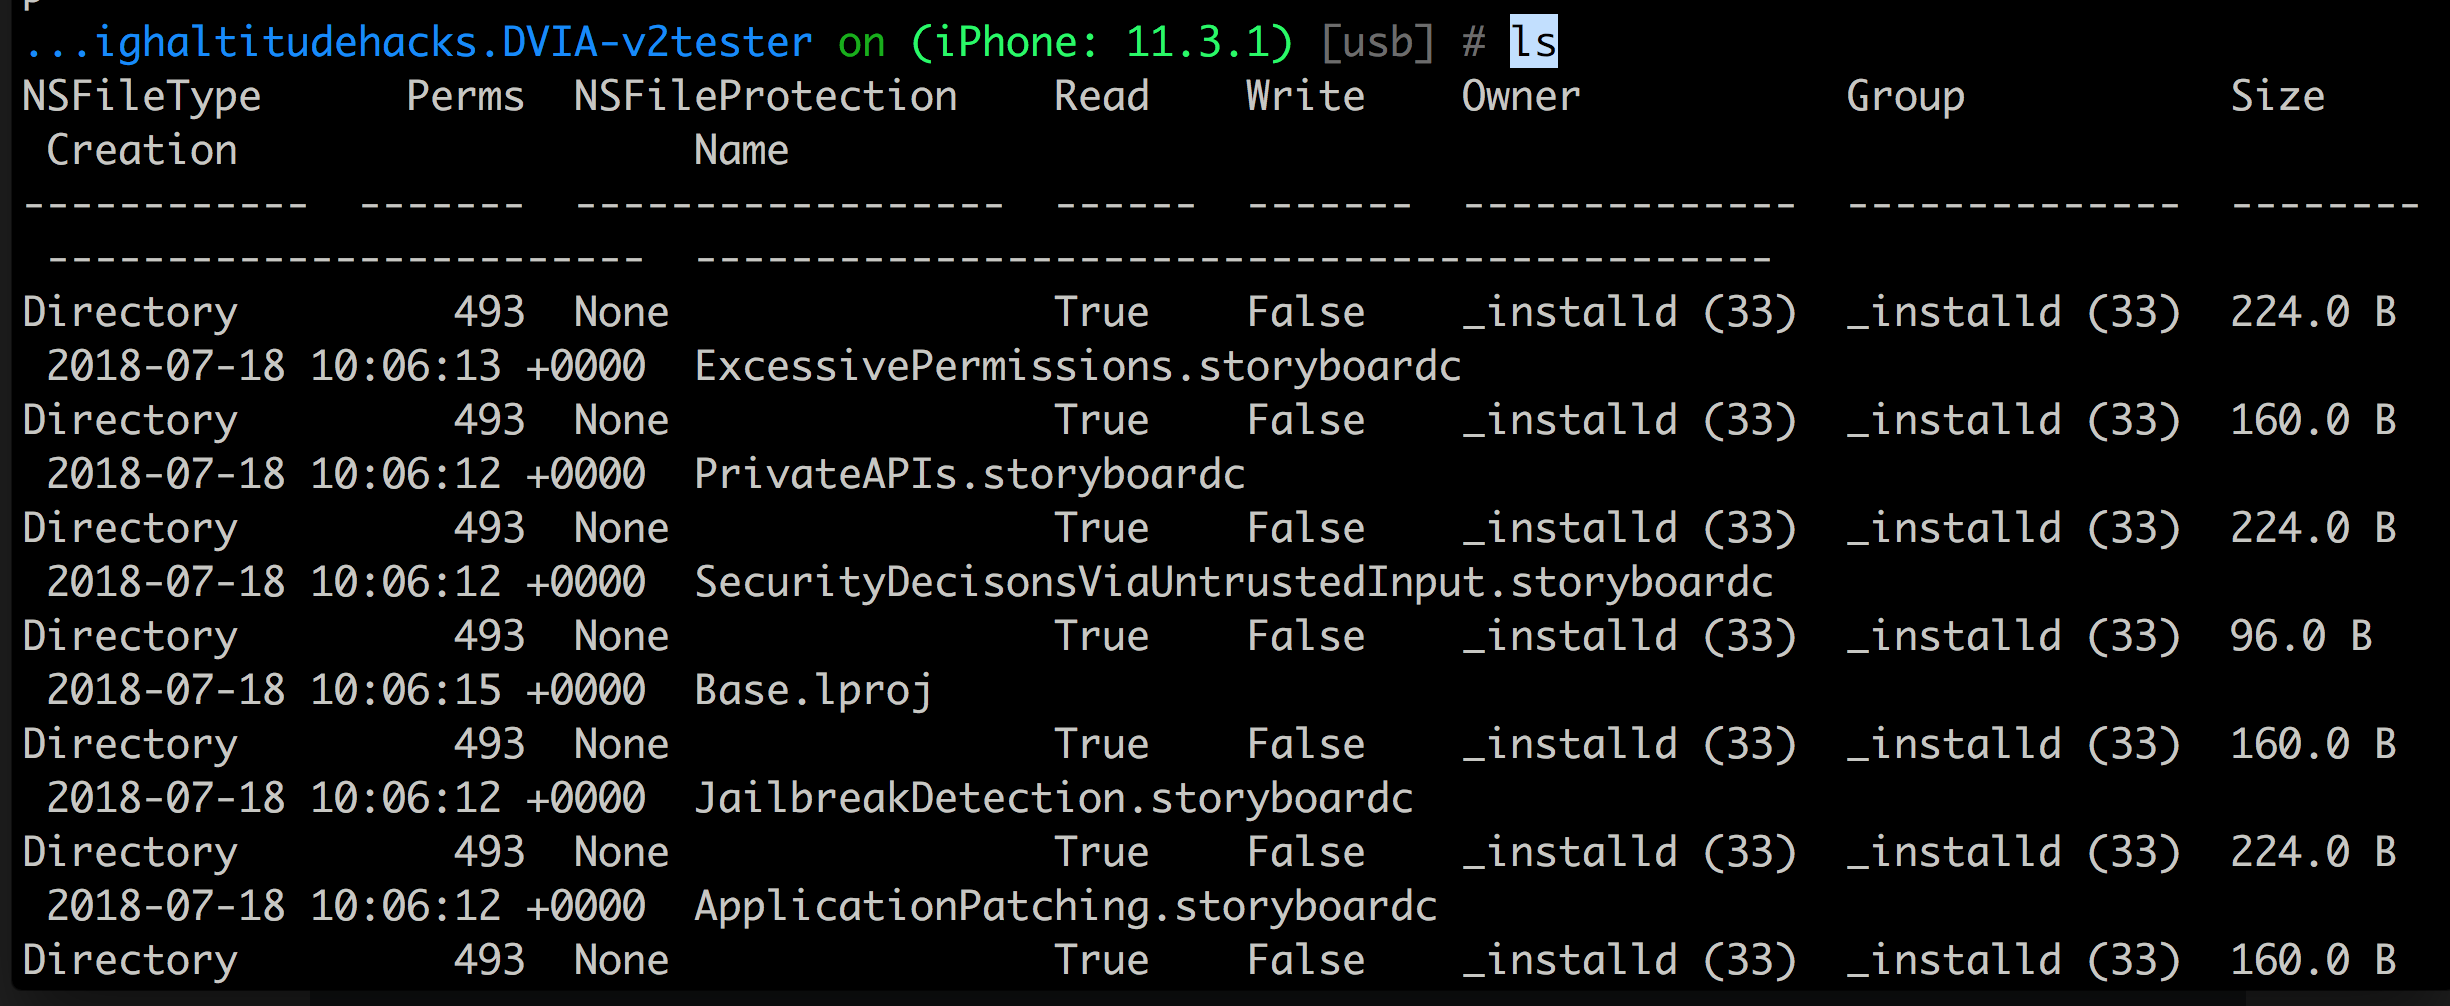 ...ighaltitudehacks.DVIA-v2tester on (iPhone: 11.3.1) [usb] # ls
NSFileType      Perms  NSFileProtection    Read    Write    Owner           Group           Size
 Creation                   Name
------------  -------  ------------------  ------  -------  --------------  --------------  --------
 -------------------------  ---------------------------------------------
Directory         493  None                True    False    _installd (33)  _installd (33)  224.0 B
 2018-07-18 10:06:13 +0000  ExcessivePermissions.storyboardc
Directory         493  None                True    False    _installd (33)  _installd (33)  160.0 B
 2018-07-18 10:06:12 +0000  PrivateAPIs.storyboardc
Directory         493  None                True    False    _installd (33)  _installd (33)  224.0 B
 2018-07-18 10:06:12 +0000  SecurityDecisonsViaUntrustedInput.storyboardc
Directory         493  None                True    False    _installd (33)  _installd (33)  96.0 B
 2018-07-18 10:06:15 +0000  Base.lproj
Directory         493  None                True    False    _installd (33)  _installd (33)  160.0 B
 2018-07-18 10:06:12 +0000  JailbreakDetection.storyboardc
Directory         493  None                True    False    _installd (33)  _installd (33)  224.0 B
 2018-07-18 10:06:12 +0000  ApplicationPatching.storyboardc
Directory         493  None                True    False    _installd (33)  _installd (33)  160.0 B